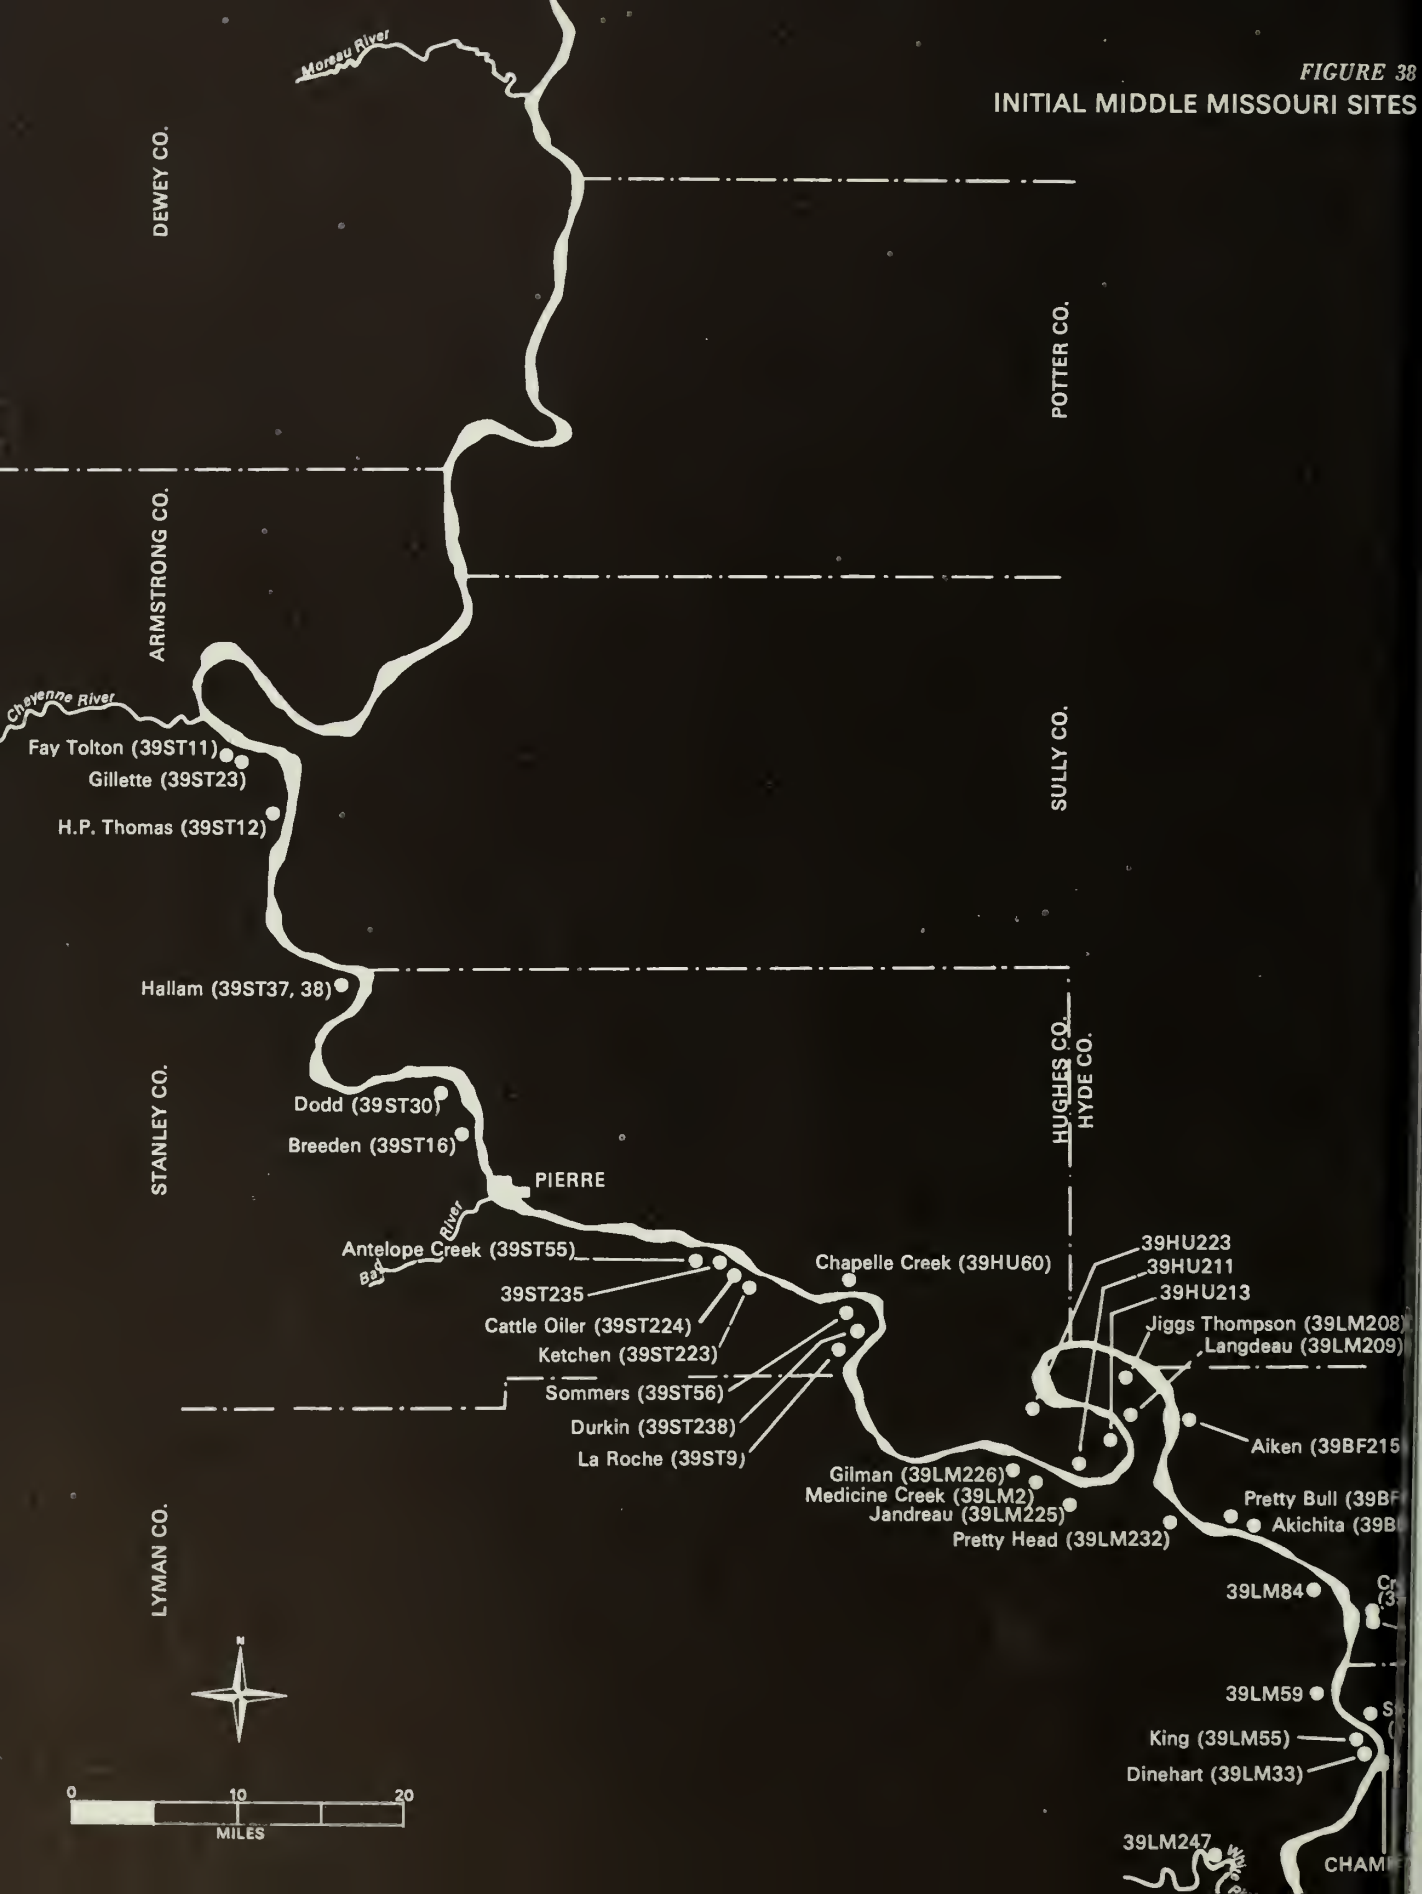 FIGURE 38
INITIAL MIDDLE MISSOURI SITES
Moreau River
DEWEY CO.
POTTER CO.
ARMSTRONG CO.
Cheyenne River
SULLY CO.
Fay Tolton (39ST11)
Gillette (39ST23)
H.P. Thomas (39ST12)
Hallam (39ST37, 38)
HUGHES CO.
HYDE CO.
STANLEY CO.
Dodd (39ST30)
Breeden (39ST16)
PIERRE
Bad River
Antelope Creek (39ST55)
39ST235
Cattle Oiler (39ST224)
Ketchen (39ST223)
Chapelle Creek (39HU60)
39HU223
39HU211
39HU213
Jiggs Thompson (39LM208)
Langdeau (39LM209)
Sommers (39ST56)
Durkin (39ST238)
La Roche (39ST9)
Aiken (39BF215
Gilman (39LM226)
Medicine Creek (39LM2)
Jandreau (39LM225)
Pretty Head (39LM232)
Pretty Bull (39BF
Akichita (39B
LYMAN CO.
39LM84
Cr
(39
N
39LM59
S
(
King (39LM55)
Dinehart (39LM33)
0 10 20
MILES
39LM247
White
CHAM